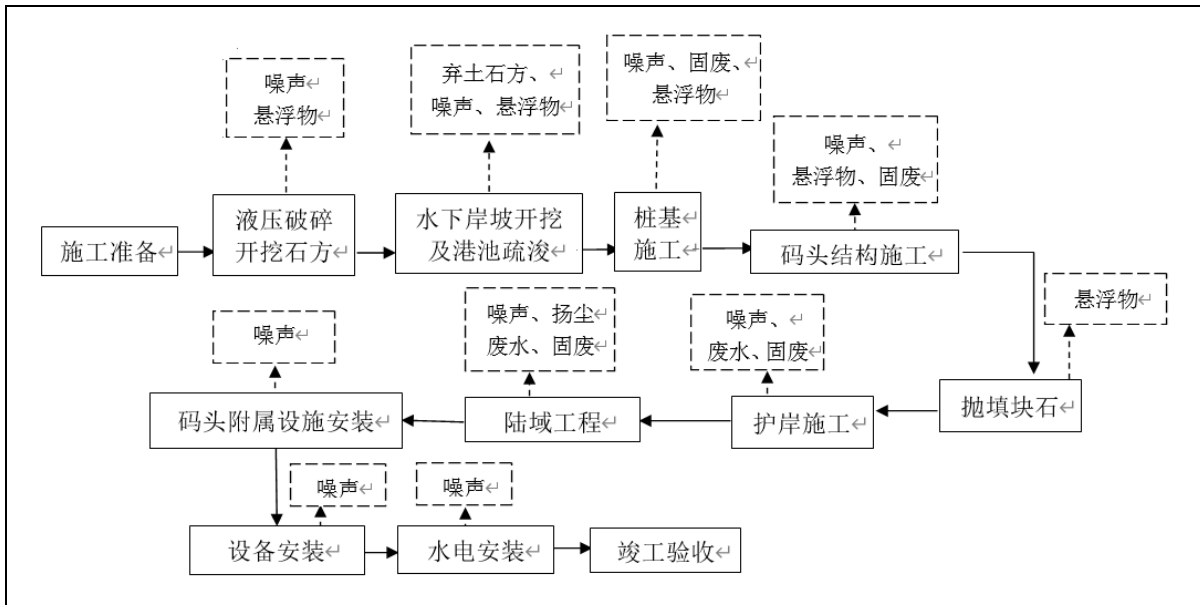 噪声
悬浮物
弃土石方、
噪声、悬浮物
噪声、固废、
悬浮物
噪声、
悬浮物、固废
施工准备
液压破碎
开挖石方
水下岸坡开挖
及港池疏浚
桩基
施工
码头结构施工
噪声
噪声、扬尘
废水、固废
噪声、
废水、固废
悬浮物
码头附属设施安装
陆域工程
护岸施工
抛填块石
噪声
噪声
设备安装
水电安装
竣工验收